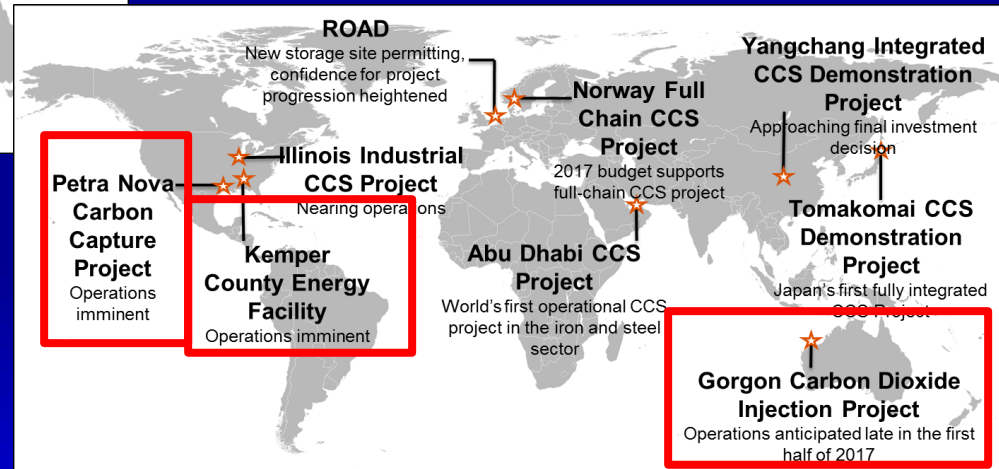 ROAD
New storage site permitting,
confidence for project
progression heightened
Norway Full
Chain CCS
Project
2017 budget supports
full-chain CCS project
Yangchang Integrated
CCS Demonstration
Project
Approaching final investment
decision
Petra Nova
Carbon
Capture
Project
Operations
imminent
Illinois Industrial
CCS Project
Nearing operations
Kemper
County Energy
Facility
Operations imminent
Abu Dhabi CCS
Project
World's first operational CCS
project in the iron and steel
sector
Tomakomai CCS
Demonstration
Project
Japan's first fully integrated
CCS Project
Gorgon Carbon Dioxide
Injection Project
Operations anticipated late in the first
half of 2017